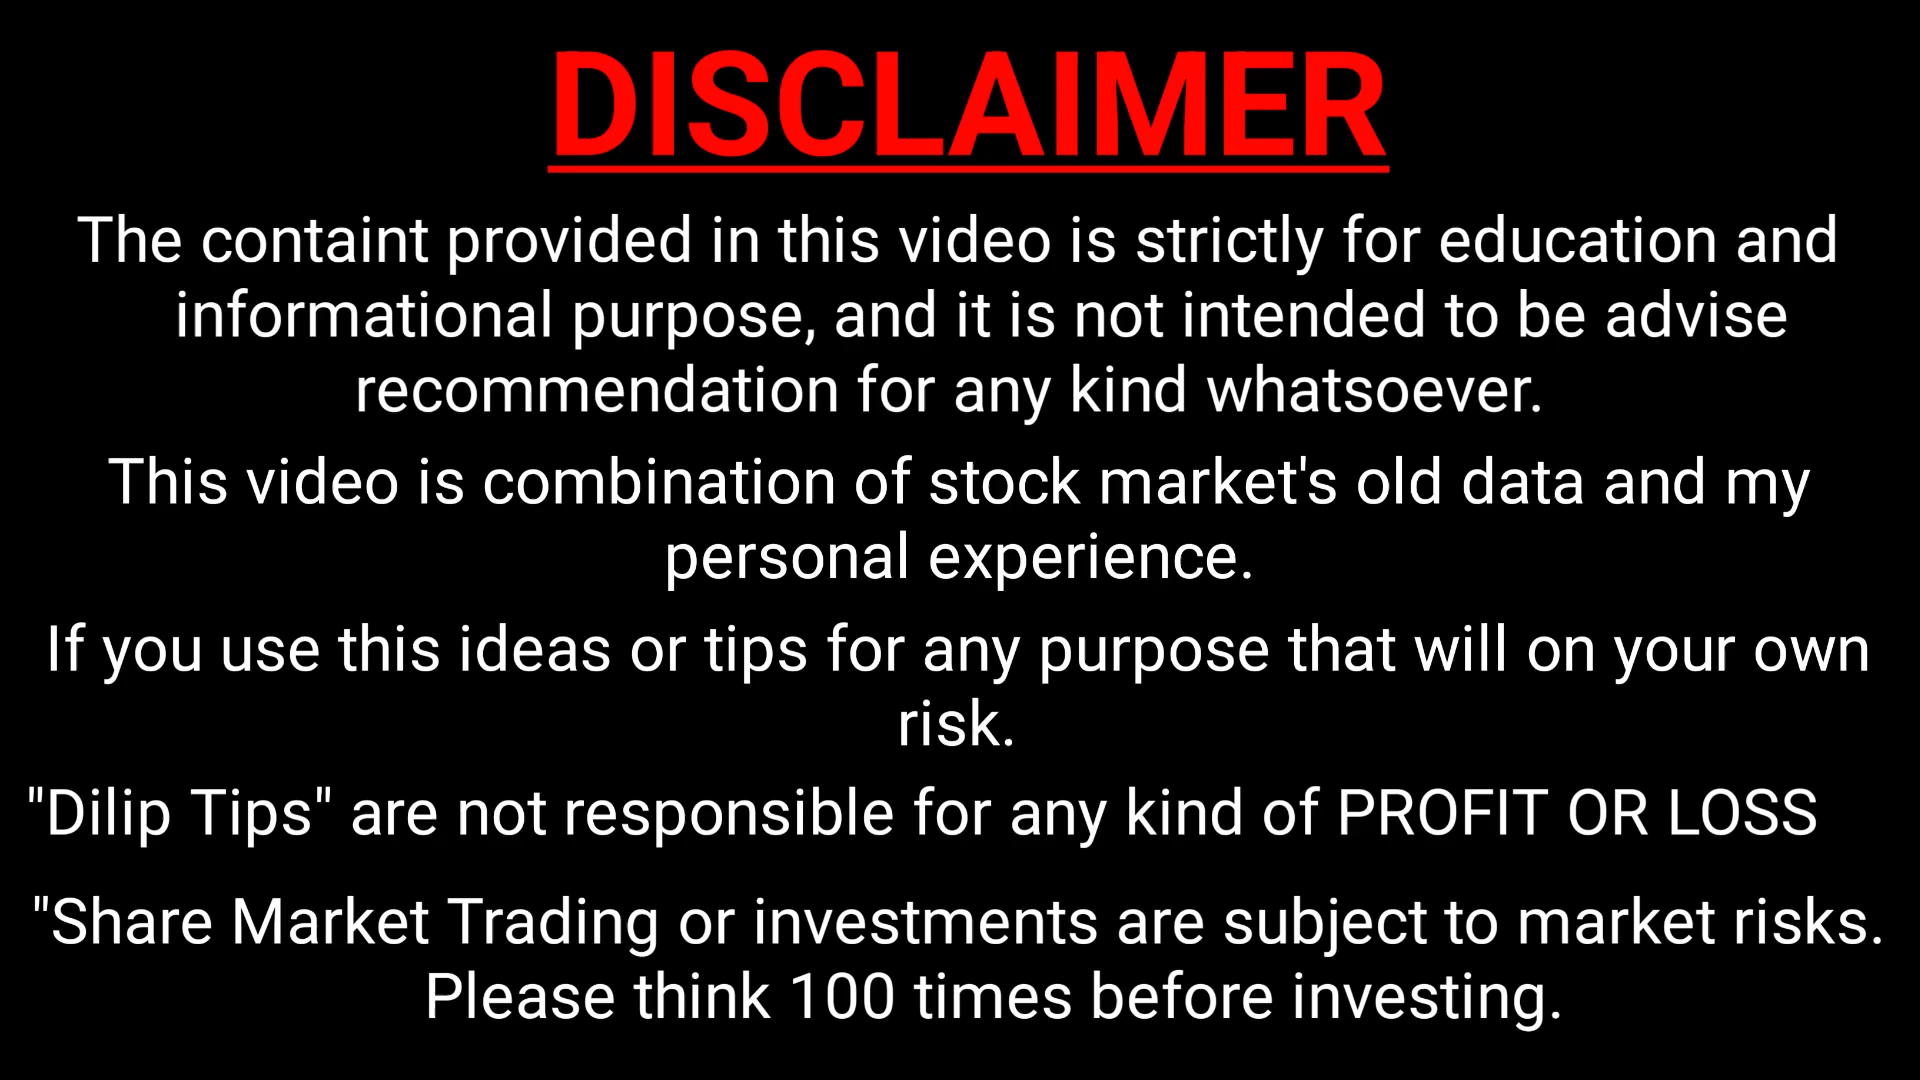 DISCLAIMER
The containt provided in this video is strictly for education and
informational purpose, and it is not intended to be advise
recommendation for any kind whatsoever.
This video is combination of stock market's old data and my
personal experience.
If you use this ideas or tips for any purpose that will on your own
risk.
"Dilip Tips" are not responsible for any kind of PROFIT OR LOSS
"Share Market Trading or investments are subject to market risks.
Please think 100 times before investing.